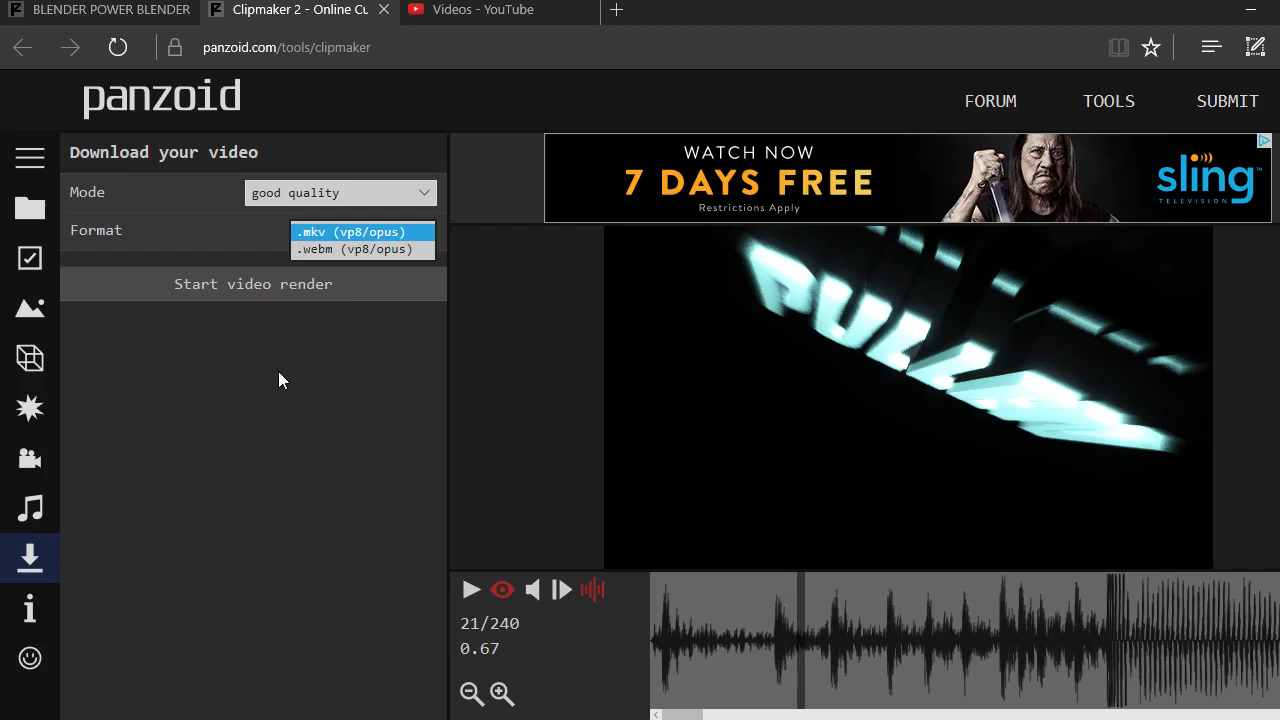 BLENDER POWER BLENDER
Clipmaker 2 - Online Cu
Videos - YouTube
panzoid.com/tools/clipmaker
panzoid
FORUM
TOOLS
SUBMIT
Download your video
Mode
good quality
Format
.mkv (vp8/opus)
.webm (vp8/opus)
Start video render
WATCH NOW
7 DAYS FREE
Restrictions Apply
sling
TELEVISION
21/240
0.67